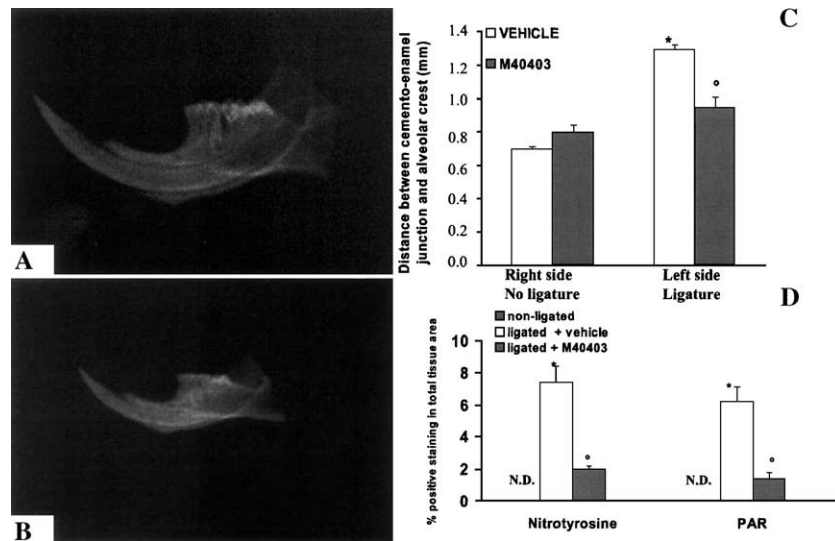 A
B
C
VEHICLE
M40403
Distance between cemento-enamel
junction and alveolar crest (mm)
1.4
1.2
1.0
0.8
0.6
0.4
0.2
0.0
Right side
No ligature
Left side
Ligature
*
°
D
non-ligated
ligated + vehicle
ligated + M40403
% positive staining in total tissue area
10
8
6
4
2
0
N.D.
*
°
N.D.
*
°
Nitrotyrosine
PAR